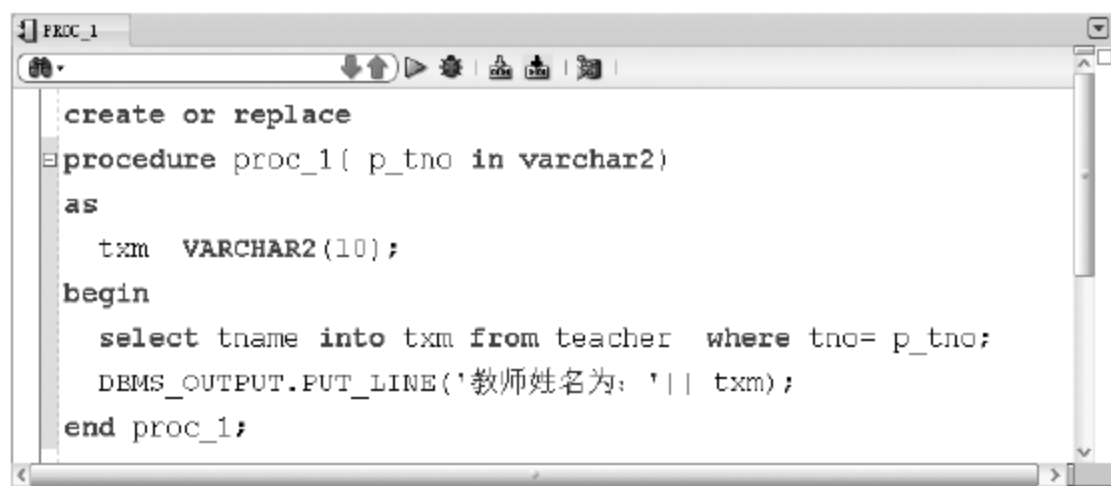 PROC_1
create or replace
procedure proc_1( p_tno in varchar2)
as
txm VARCHAR2(10);
begin
select tname into txm from teacher where tno= p_tno;
DBMS_OUTPUT.PUT_LINE('教师姓名为：'|| txm);
end proc_1;